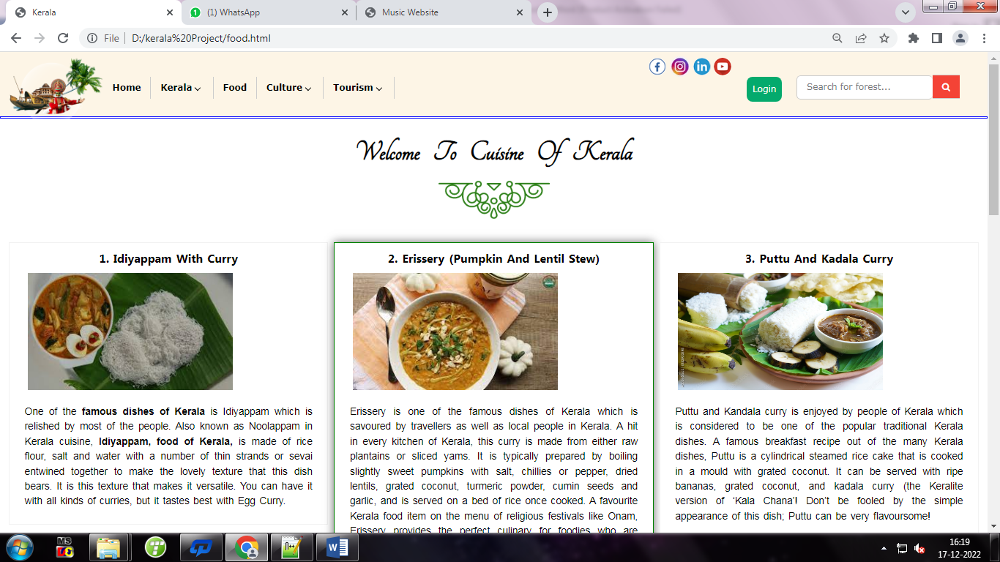 Kerala
(1) WhatsApp
Music Website
File
D:/kerala%20Project/food.html
Home
Kerala
Food
Culture
Tourism
Login
Search for forest...
Welcome To Cuisine Of Kerala
1. Idiyappam With Curry
One of the famous dishes of Kerala is Idiyappam which is
relished by most of the people. Also known as Noolappam in
Kerala cuisine, Idiyappam, food of Kerala, is made of rice
flour, salt and water with a number of thin strands or sevai
entwined together to make the lovely texture that this dish
bears. It is this texture that makes it versatile. You can have it
with all kinds of curries, but it tastes best with Egg Curry.
2. Erissery (Pumpkin And Lentil Stew)
Erissery is one of the famous dishes of Kerala which is
savoured by travellers as well as local people in Kerala. A hit
in every kitchen of Kerala, this curry is made from either raw
plantains or sliced yams. It is typically prepared by boiling
slightly sweet pumpkins with salt, chillies or pepper, dried
lentils, grated coconut, turmeric powder, cumin seeds and
garlic, and is served on a bed of rice once cooked. A favourite
Kerala food item on the menu of religious festivals like Onam,
Erissery provides the perfect culinary for foodies who are
3. Puttu And Kadala Curry
Puttu and Kandala curry is enjoyed by people of Kerala which
is considered to be one of the popular traditional Kerala
dishes. A famous breakfast recipe out of the many Kerala
dishes, Puttu is a cylindrical steamed rice cake that is cooked
in a mould with grated coconut. It can be served with ripe
bananas, grated coconut, and kadala curry (the Keralite
version of ‘Kala Chana’! Don’t be fooled by the simple
appearance of this dish; Puttu can be very flavoursome!
MS
N++
W
16:19
17-12-2022